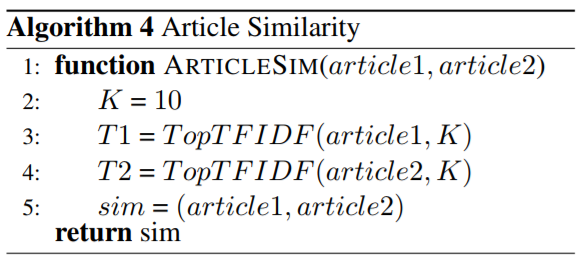 Algorithm 4 Article Similarity
1: function ARTICLESIM(article1, article2)
2: K = 10
3: T1 = TopTFIDF(article1, K)
4: T2 = TopTFIDF(article2, K)
5: sim = (article1, article2)
return sim